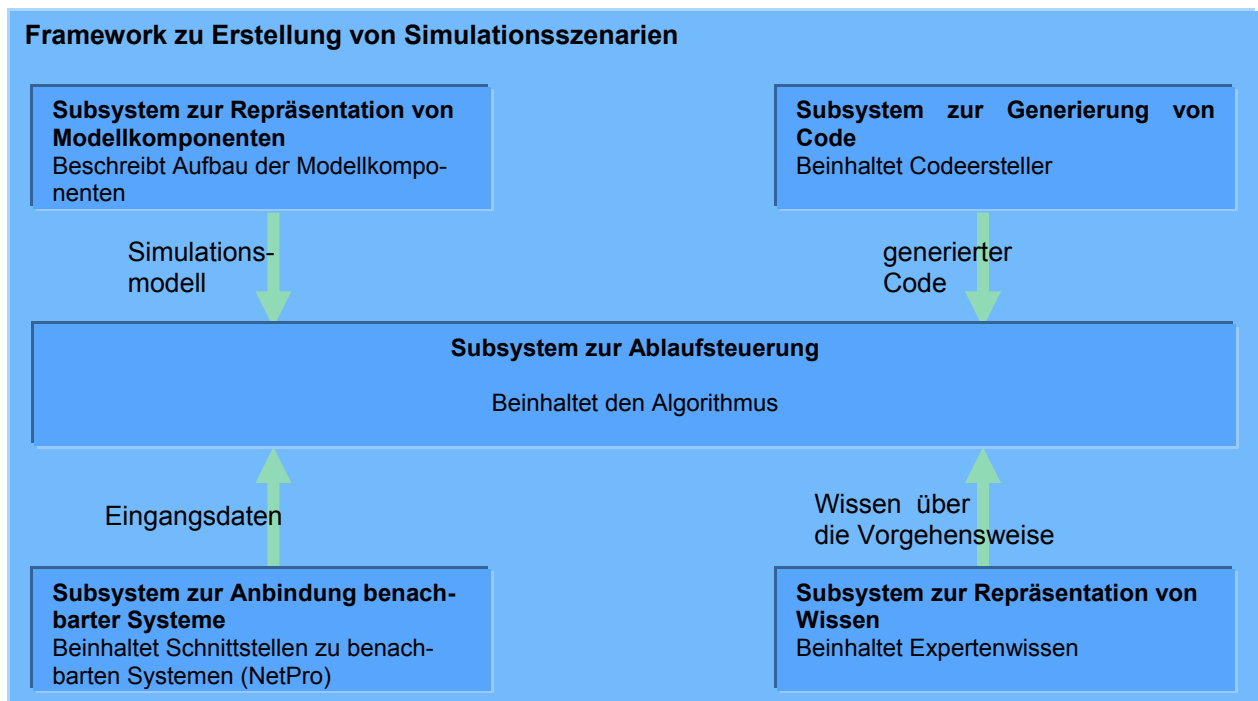 Framework zu Erstellung von Simulationsszenarien
Subsystem zur Repräsentation von
Modellkomponenten
Beschreibt Aufbau der Modellkompo-
nenten
Subsystem zur Generierung von
Code
Beinhaltet Codeersteller
Simulations-
modell
generierter
Code
Subsystem zur Ablaufsteuerung
Beinhaltet den Algorithmus
Eingangsdaten
Wissen über
die Vorgehensweise
Subsystem zur Anbindung benach-
barter Systeme
Beinhaltet Schnittstellen zu benach-
barten Systemen (NetPro)
Subsystem zur Repräsentation von
Wissen
Beinhaltet Expertenwissen